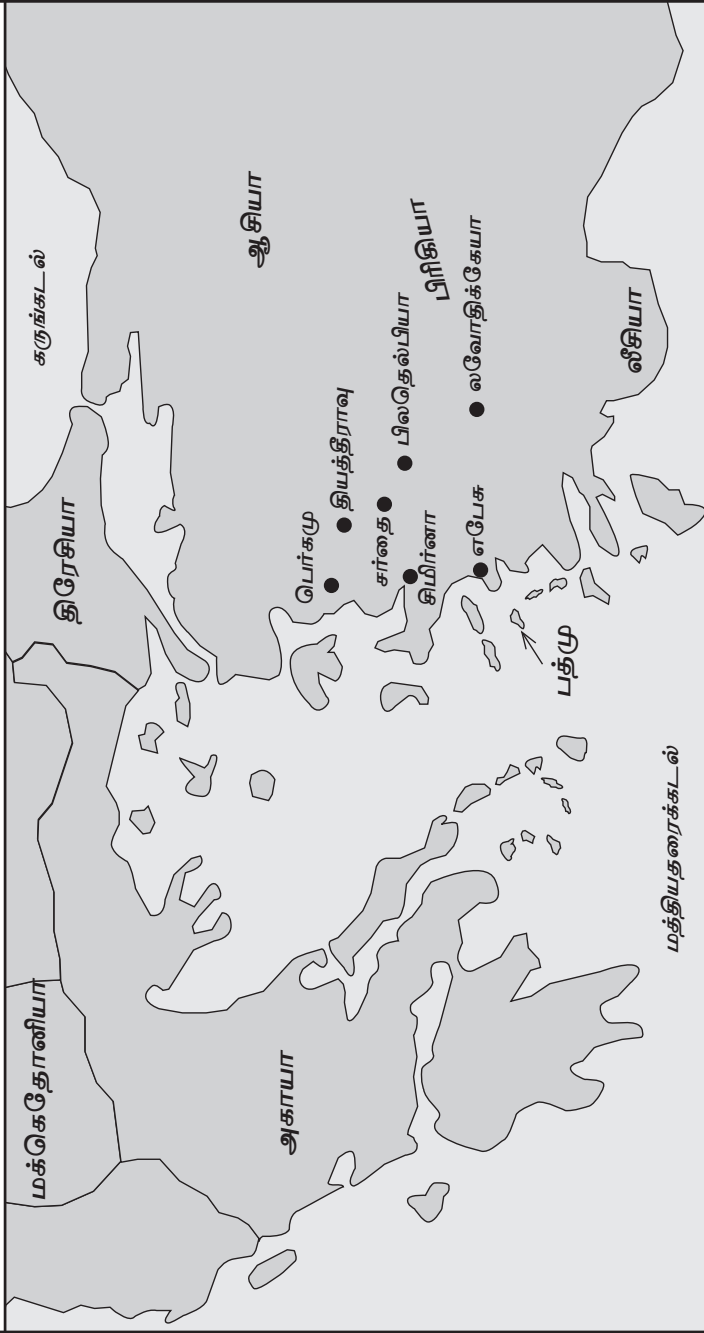 கருங்கடல்
திரேசியா
மக்கெதோனியா
ஆசியா
அகாயா
பெர்கமு
தியத்தீராவு
சர்தை
பிலதெல்பியா
சிமிர்னா
பிரிகியா
எபேசு
லவோதிக்கேயா
பத்மு
லீசியா
மத்தியதரைக்கடல்